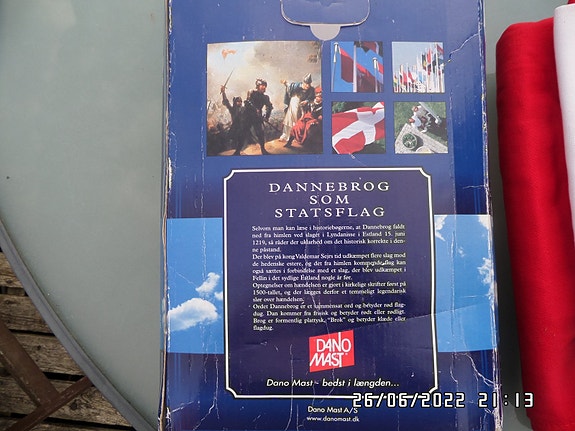 DANNEBROG
SOM
STATSFLAG
Selvom man kan læse i historiebøgerne, at Dannebrog faldt
ned fra himlen ved slaget i Lyndanisse i Estland 15. juni
1219, så råder der uklarhed om det historisk korrekte i den-
ne påstand.
Der blev på kong Valdemar Sejrs tid udkæmpet flere slag mod
de hedenske estere, og det fra himlen kommende flag kan
også sættes i forbindelse med et slag, der blev udkæmpet i
Fellin i det sydlige Estland nogle år før.
Optegnelser om hændelsen er gjort i kirkelige skrifter først på
1500-tallet, og der lægges derfor et temmeligt legendarisk
slør over hændelsen.
Ordet Dannebrog er et sammensat ord og betyder rød flag-
dug. Dan kommer fra frisisk og betyder rødt eller rødligt.
Brog er formentlig plattysk. "Brok" og betyder klæde eller
flagdug.
DANO
MAST
Dano Mast - bedst i længden...
Dano Mast A/S
www.danomast.dk
26/06/2022 21:13